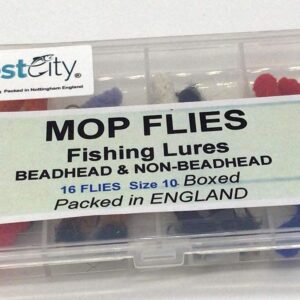 estCity®
Packed in Nottingham England
MOP FLIES
Fishing Lures
BEADHEAD & NON-BEADHEAD
16 FLIES Size 10 Boxed
Packed in ENGLAND